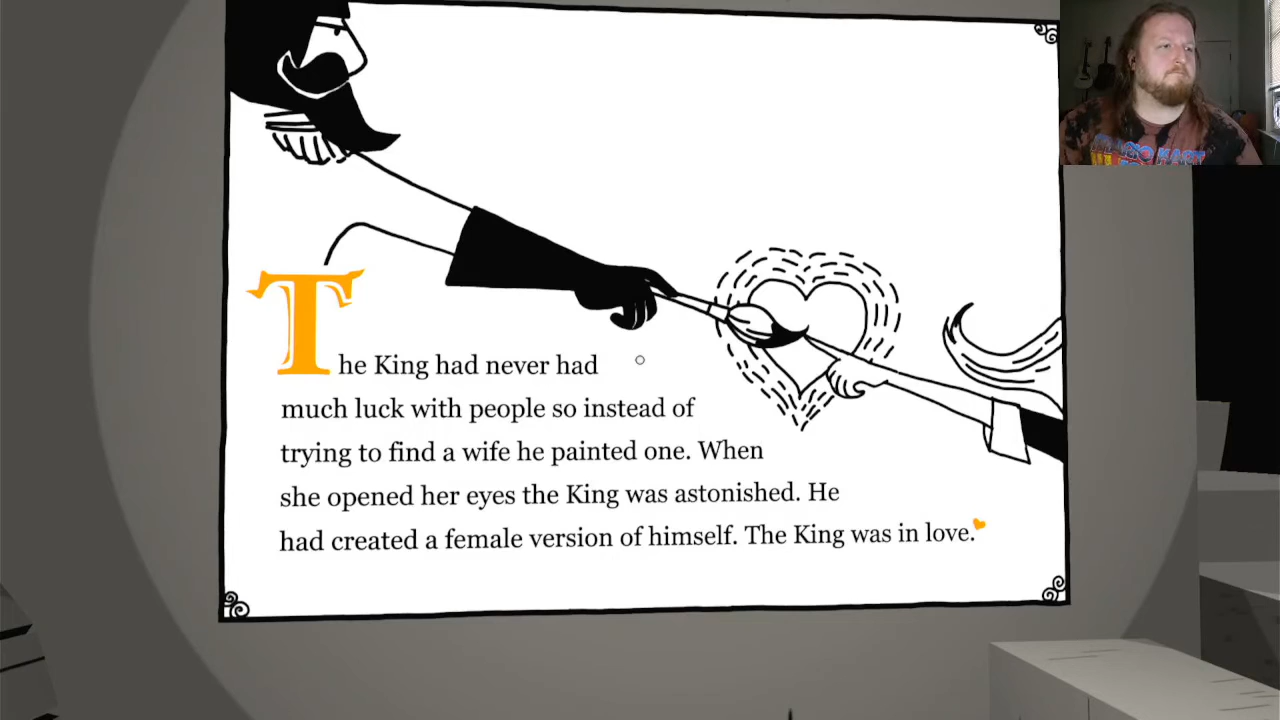 The King had never had
much luck with people so instead of
trying to find a wife he painted one. When
she opened her eyes the King was astonished. He
had created a female version of himself. The King was in love.